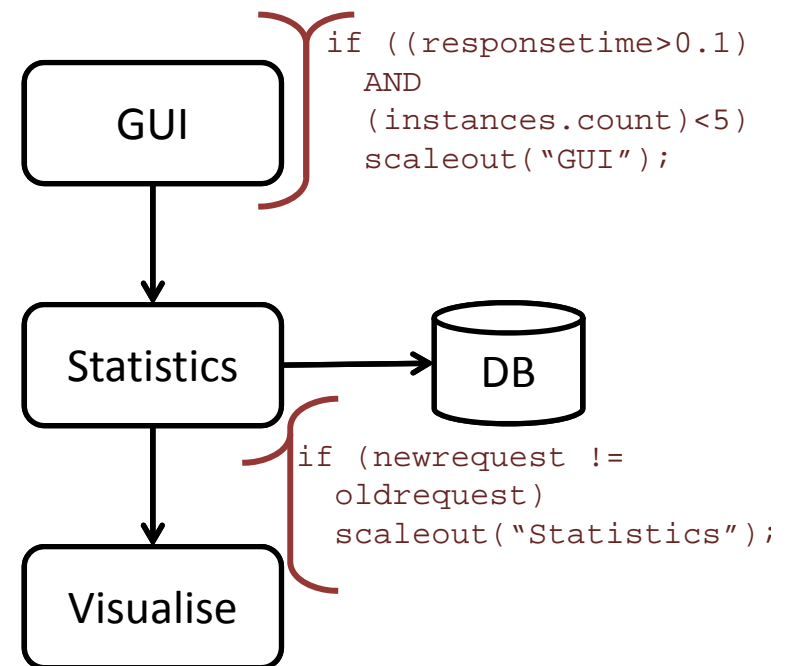 if ((responsetime>0.1)
AND
(instances.count)<5)
scaleout(“GUI”);
GUI
Statistics
DB
if (newrequest !=
oldrequest)
scaleout(“Statistics”);
Visualise